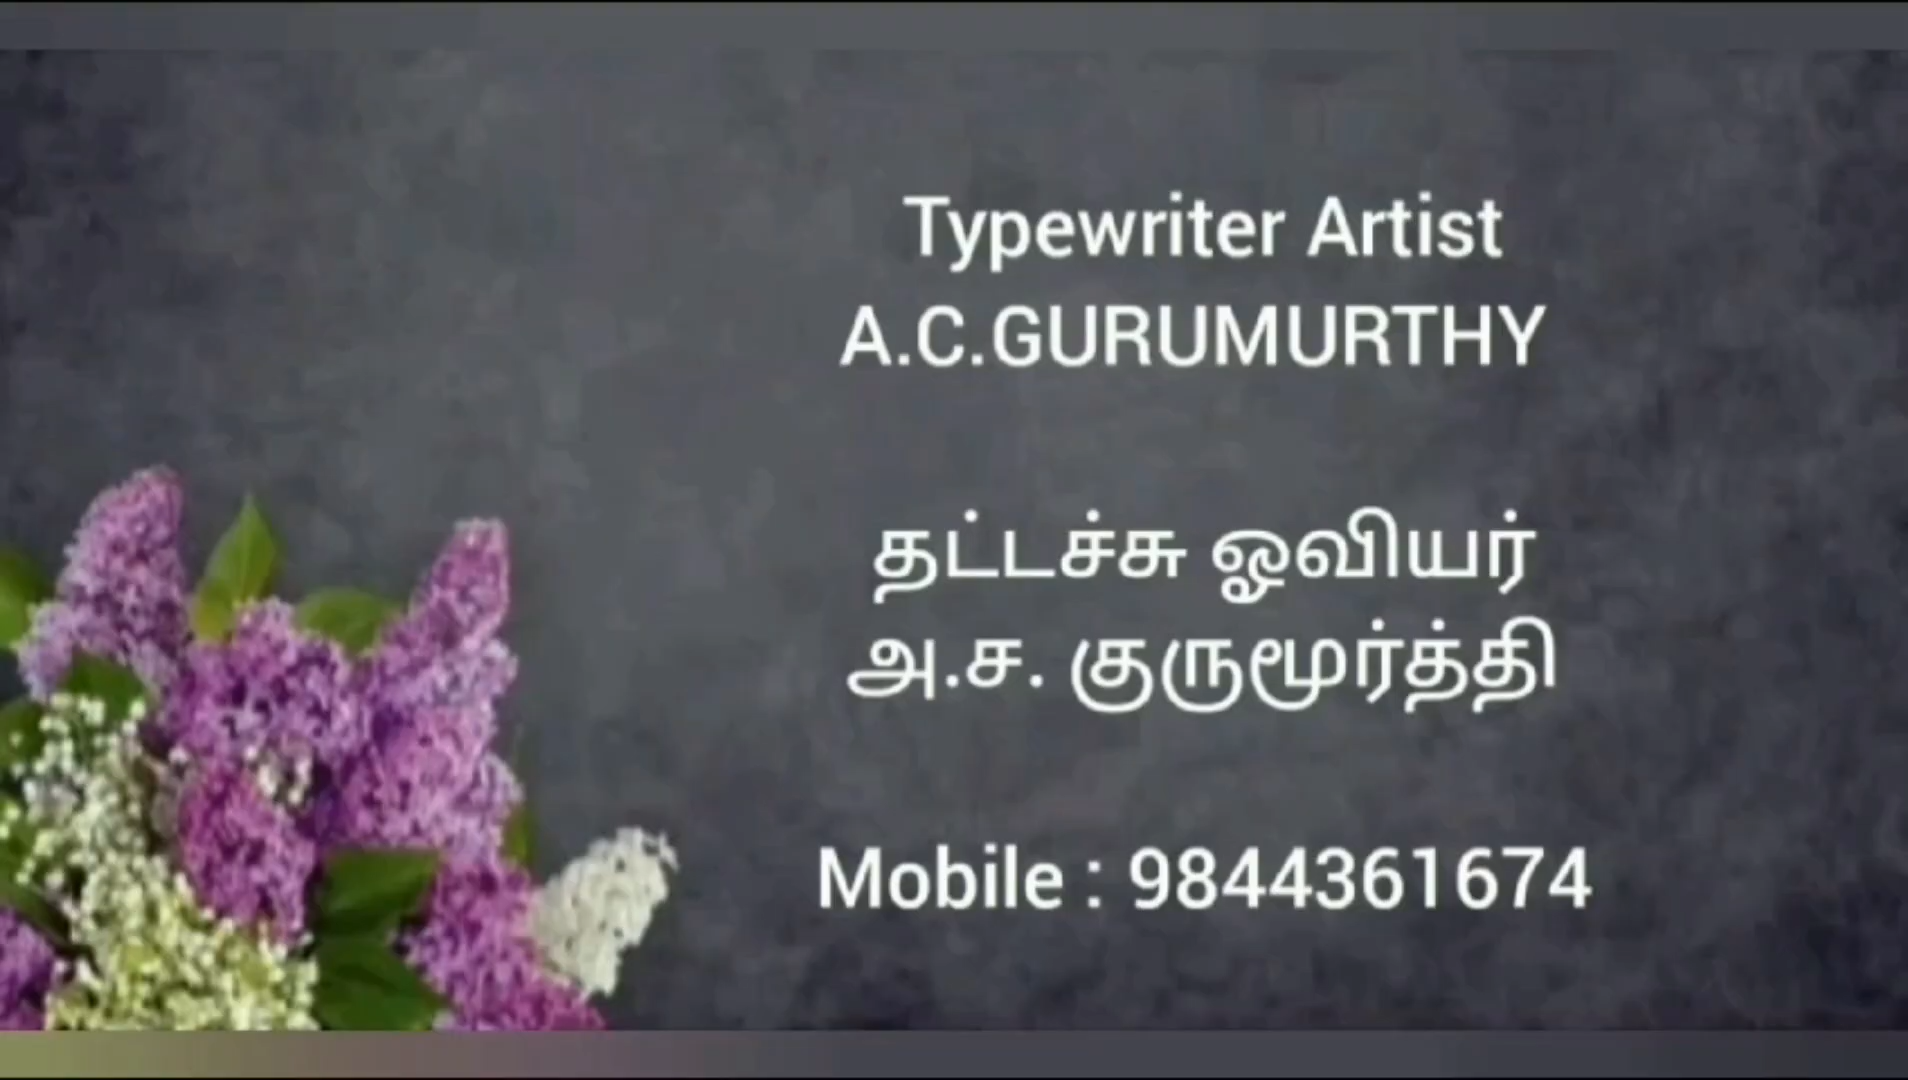 Typewriter Artist
A.C.GURUMURTHY
தட்டச்சு ஓவியர்
அ.ச. குருமூர்த்தி
Mobile : 9844361674